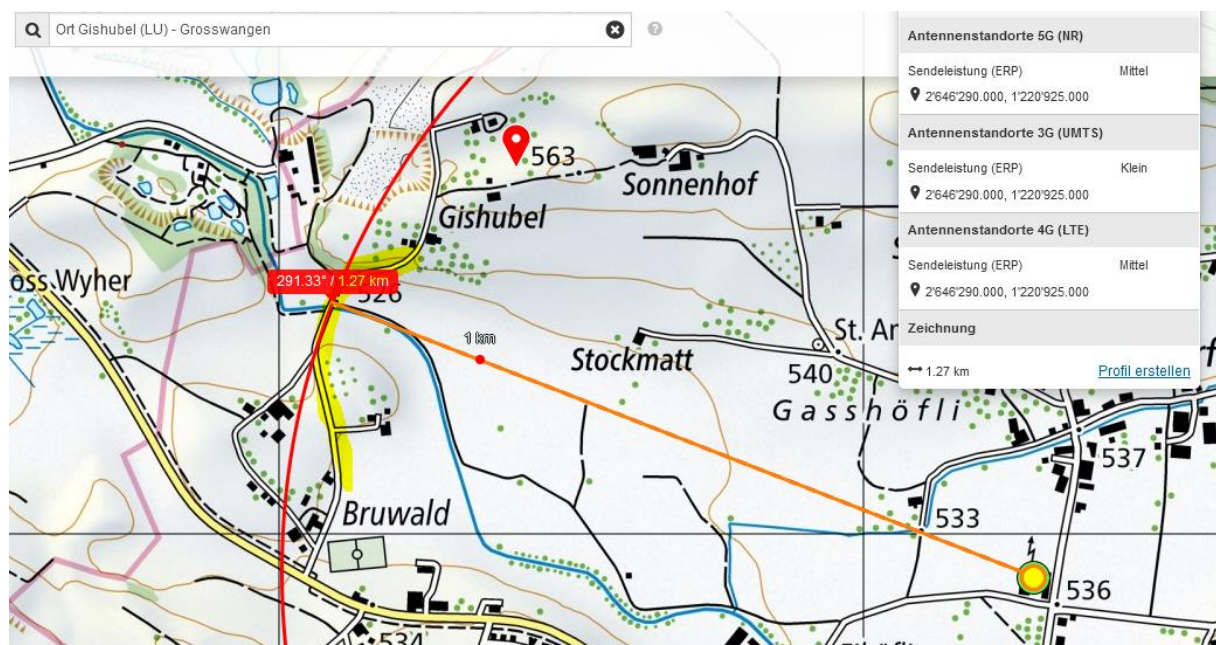 Ort Gishubel (LU) - Grosswangen
Antennenstandorte 5G (NR)
Sendeleistung (ERP) Mittel
2'646'290.000, 1'220'925.000
Antennenstandorte 3G (UMTS)
Sendeleistung (ERP) Klein
2'646'290.000, 1'220'925.000
Antennenstandorte 4G (LTE)
Sendeleistung (ERP) Mittel
2'646'290.000, 1'220'925.000
Zeichnung
1.27 km Profil erstellen
563
Sonnenhof
Gishubel
oss Wyher
291.33° / 1.27 km
526
1 km
St. Ar
Stockmatt
540
Gasshöfli
537
Bruwald
533
536
534